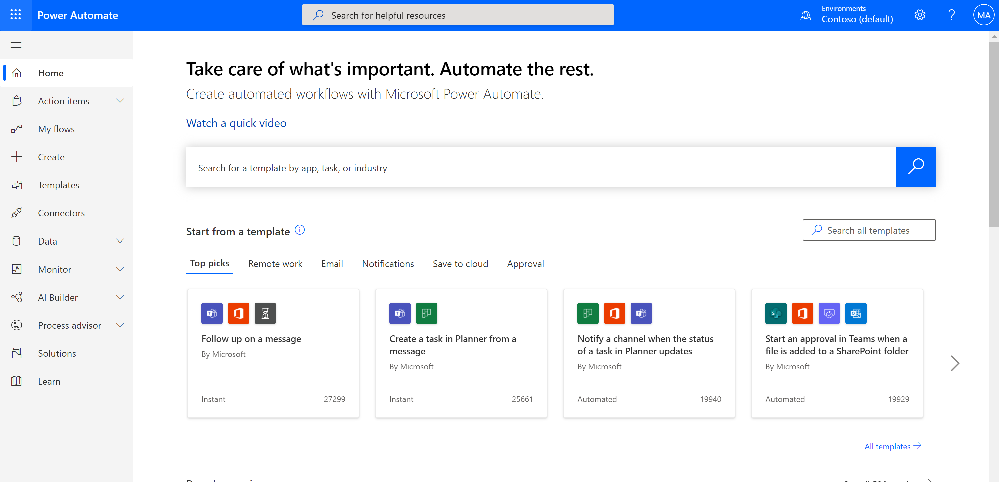 Power Automate
Search for helpful resources
Environments
Contoso (default)
MA
Home
Action items
My flows
Create
Templates
Connectors
Data
Monitor
AI Builder
Process advisor
Solutions
Learn
Take care of what's important. Automate the rest.
Create automated workflows with Microsoft Power Automate.
Watch a quick video
Search for a template by app, task, or industry
Start from a template
Search all templates
Top picks Remote work Email Notifications Save to cloud Approval
Follow up on a message
By Microsoft
Instant 27299
Create a task in Planner from a
message
By Microsoft
Instant 25661
Notify a channel when the status
of a task in Planner updates
By Microsoft
Automated 19940
Start an approval in Teams when a
file is added to a SharePoint folder
By Microsoft
Automated 19929
All templates